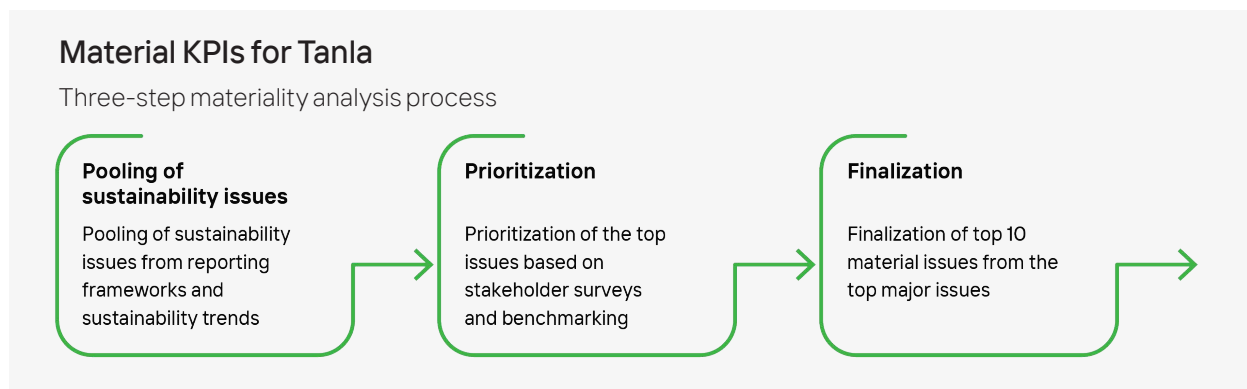 Material KPIs for Tanla
Three-step materiality analysis process
Pooling of
sustainability issues
Pooling of sustainability
issues from reporting
frameworks and
sustainability trends
Prioritization
Prioritization of the top
issues based on
stakeholder surveys
and benchmarking
Finalization
Finalization of top 10
material issues from the
top major issues